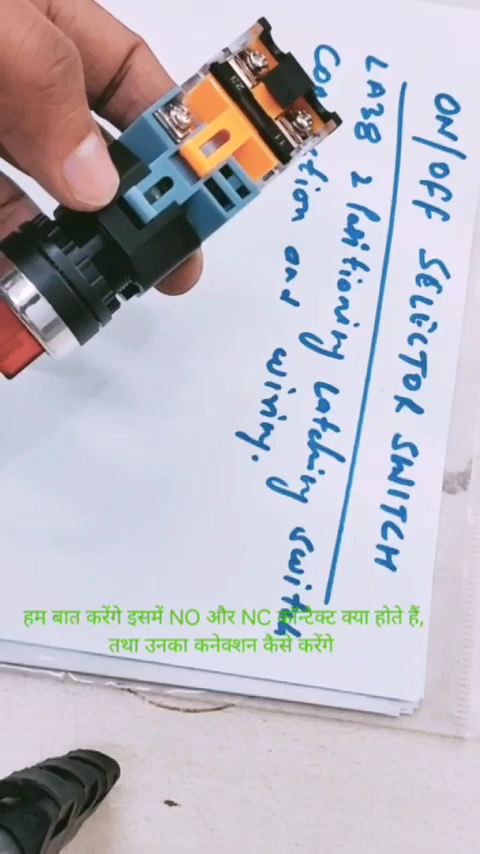 ON/OFF SELECTOR SWITCH
LA38 2 Positioning Latching switch
and wiring.
हम बात करेंगे इसमें NO और NC कॉन्टैक्ट क्या होते हैं,
तथा उनका कनेक्शन कैसे करेंगे